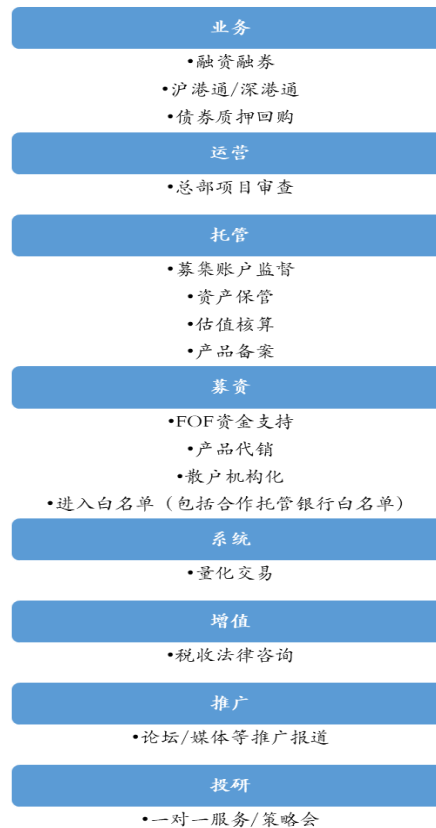 业务
•融资融券
•沪港通/深港通
•债券质押回购
运营
•总部项目审查
托管
•募集账户监督
•资产保管
•估值核算
•产品备案
募资
•FOF资金支持
•产品代销
•散户机构化
•进入白名单（包括合作托管银行白名单）
系统
•量化交易
增值
•税收法律咨询
推广
•论坛/媒体等推广报道
投研
•一对一服务/策略会